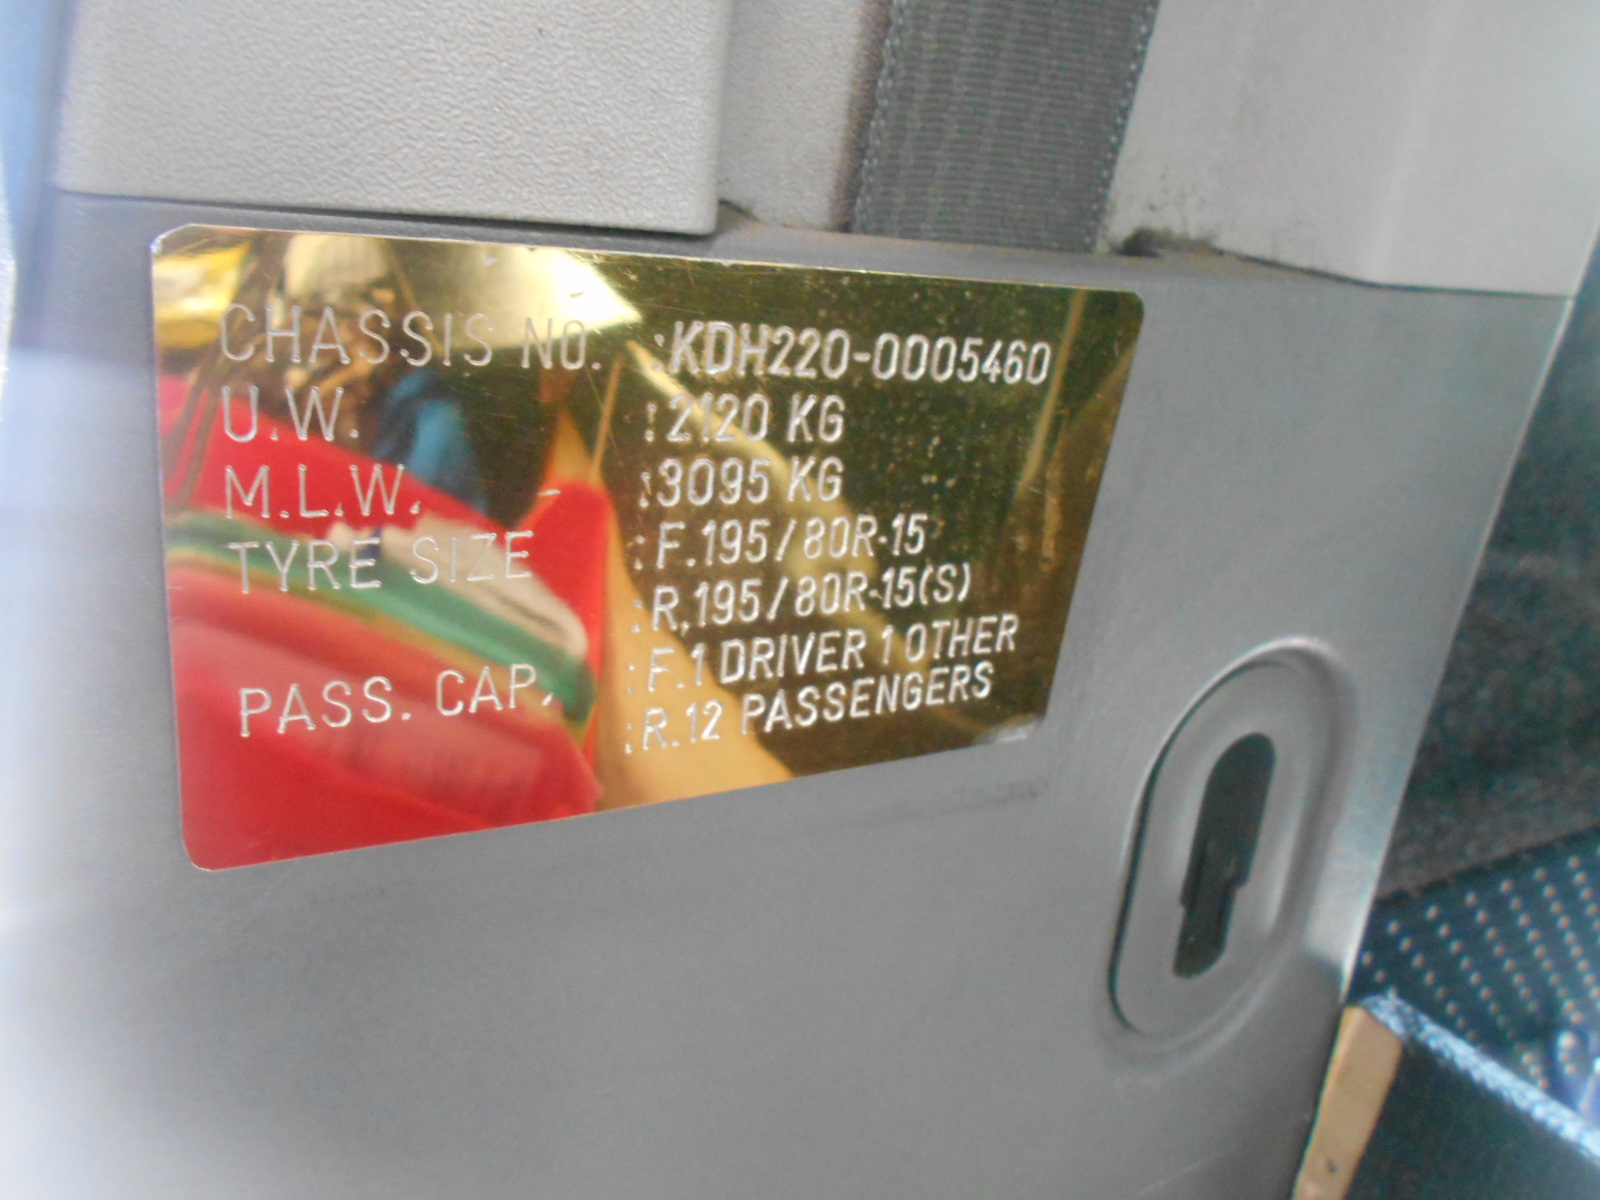 CHASSIS NO. :KDH220-0005460
U.W. :2120 KG
M.L.W. :3095 KG
TYRE SIZE :F.195/80R-15
:R.195/80R-15(S)
PASS. CAP. :F.1 DRIVER 1 OTHER
:R.12 PASSENGERS